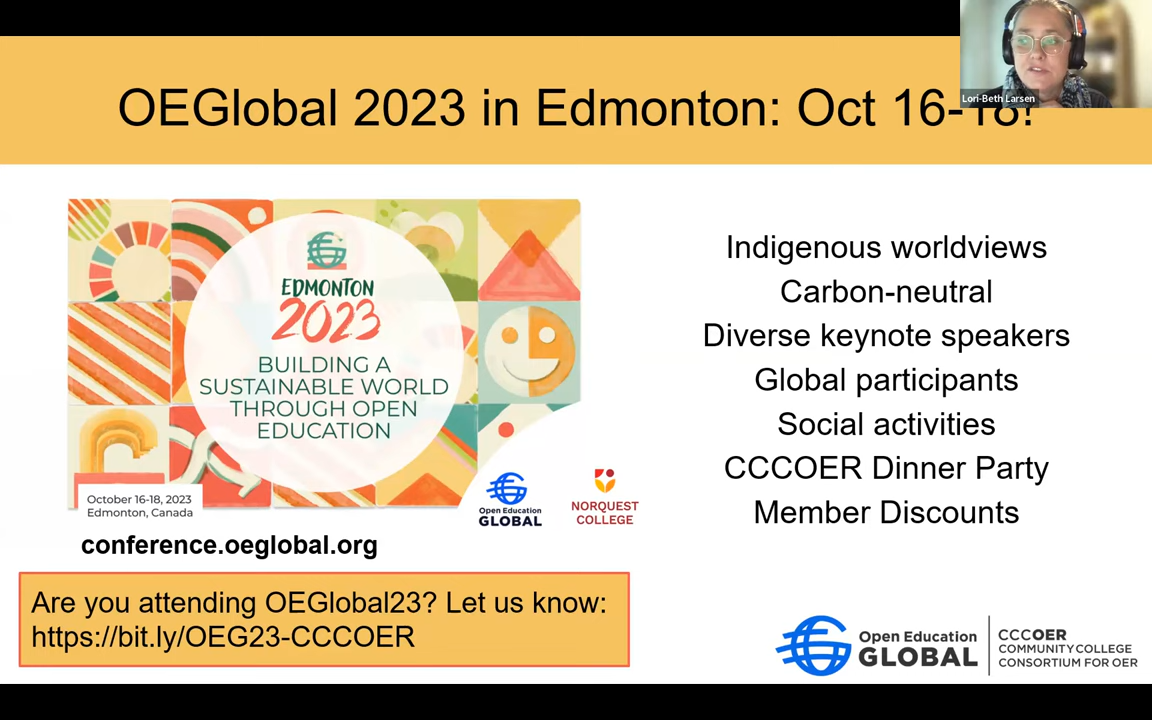 OEGlobal 2023 in Edmonton: Oct 16-18!
Lori-Beth Larsen
EDMONTON
2023
BUILDING A
SUSTAINABLE WORLD
THROUGH OPEN
EDUCATION
October 16-18, 2023
Edmonton, Canada
Open Education
GLOBAL
NORQUEST
COLLEGE
conference.oeglobal.org
Indigenous worldviews
Carbon-neutral
Diverse keynote speakers
Global participants
Social activities
CCCOER Dinner Party
Member Discounts
Are you attending OEGlobal23? Let us know:
https://bit.ly/OEG23-CCCOER
Open Education
GLOBAL
CCCOER
COMMUNITY COLLEGE
CONSORTIUM FOR OER